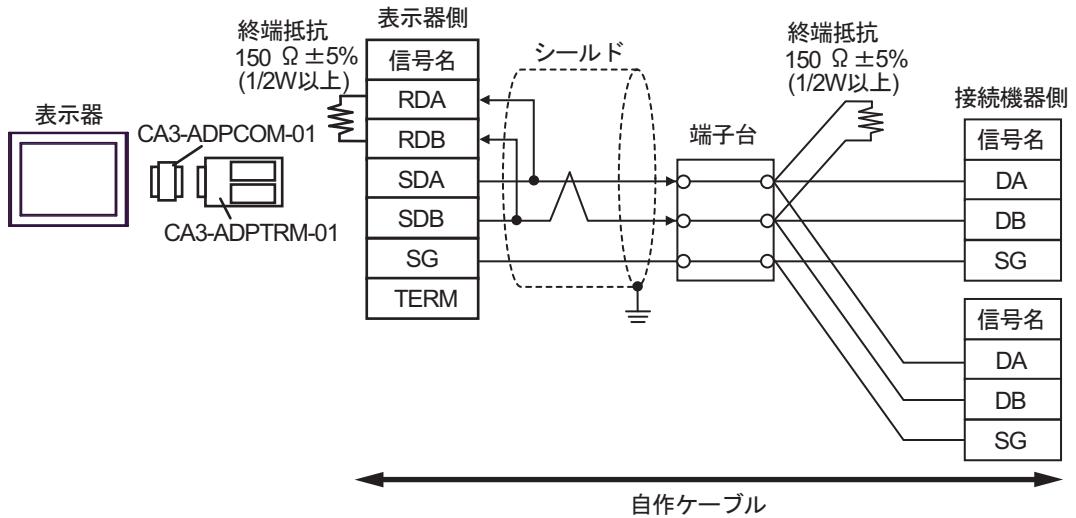 表示器
CA3-ADPCOM-01
CA3-ADPTRM-01
終端抵抗
150 Ω ±5%
(1/2W以上)
表示器側
信号名
RDA
RDB
SDA
SDB
SG
TERM
シールド
端子台
終端抵抗
150 Ω ±5%
(1/2W以上)
接続機器側
信号名
DA
DB
SG
信号名
DA
DB
SG
自作ケーブル